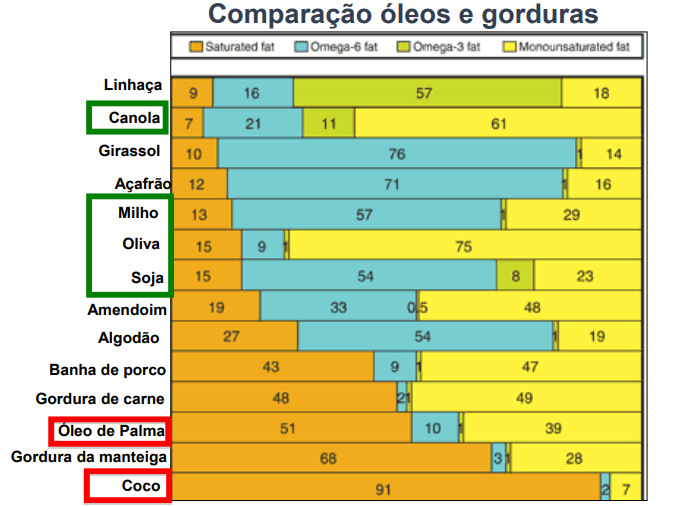 Comparação óleos e gorduras
Saturated fat Omega-6 fat Omega-3 fat Monounsaturated fat
Linhaça 9 16 57 18
Canola 7 21 11 61
Girassol 10 76 1 14
Açafrão 12 71 1 16
Milho 13 57 1 29
Oliva 15 9 1 75
Soja 15 54 8 23
Amendoim 19 33 0.5 48
Algodão 27 54 1 19
Banha de porco 43 9 1 47
Gordura de carne 48 2 1 49
Óleo de Palma 51 10 1 39
Gordura da manteiga 68 3 1 28
Coco 91 2 7